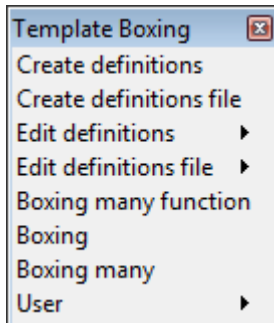 Template Boxing
Create definitions
Create definitions file
Edit definitions
Edit definitions file
Boxing many function
Boxing
Boxing many
User